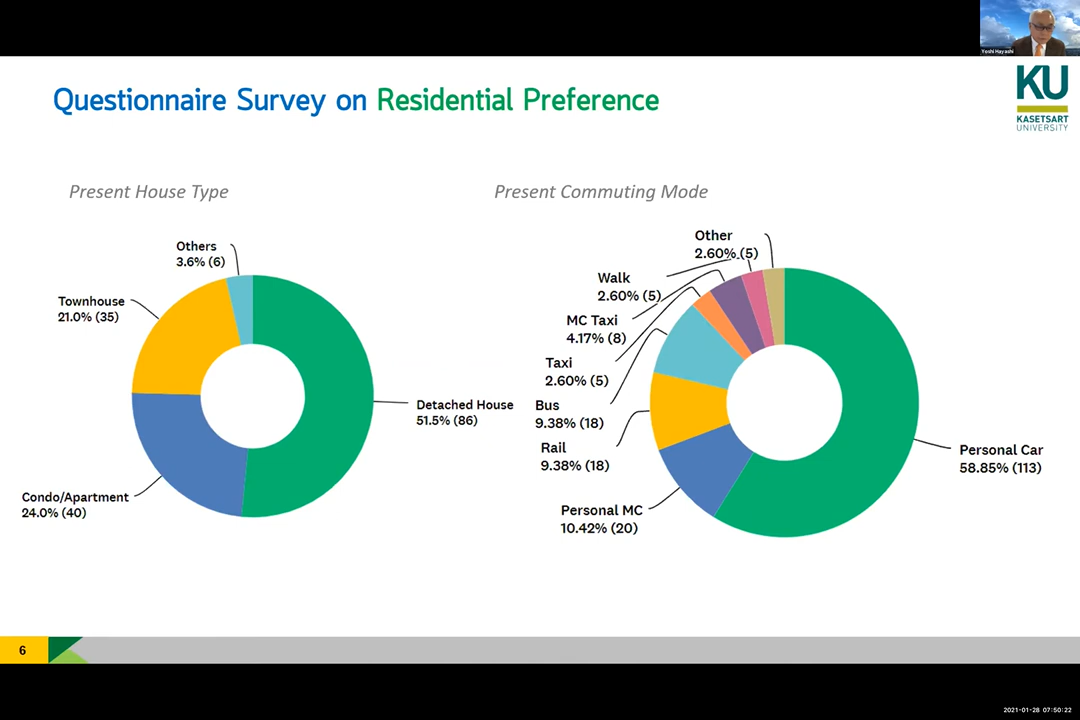 Yoshi Hayashi
Questionnaire Survey on Residential Preference
KU
KASETSART
UNIVERSITY
Present House Type
Others
3.6% (6)
Townhouse
21.0% (35)
Detached House
51.5% (86)
Condo/Apartment
24.0% (40)
Present Commuting Mode
Other
2.60% (5)
Walk
2.60% (5)
MC Taxi
4.17% (8)
Taxi
2.60% (5)
Bus
9.38% (18)
Rail
9.38% (18)
Personal Car
58.85% (113)
Personal MC
10.42% (20)
6
2021-01-28 07:50:22